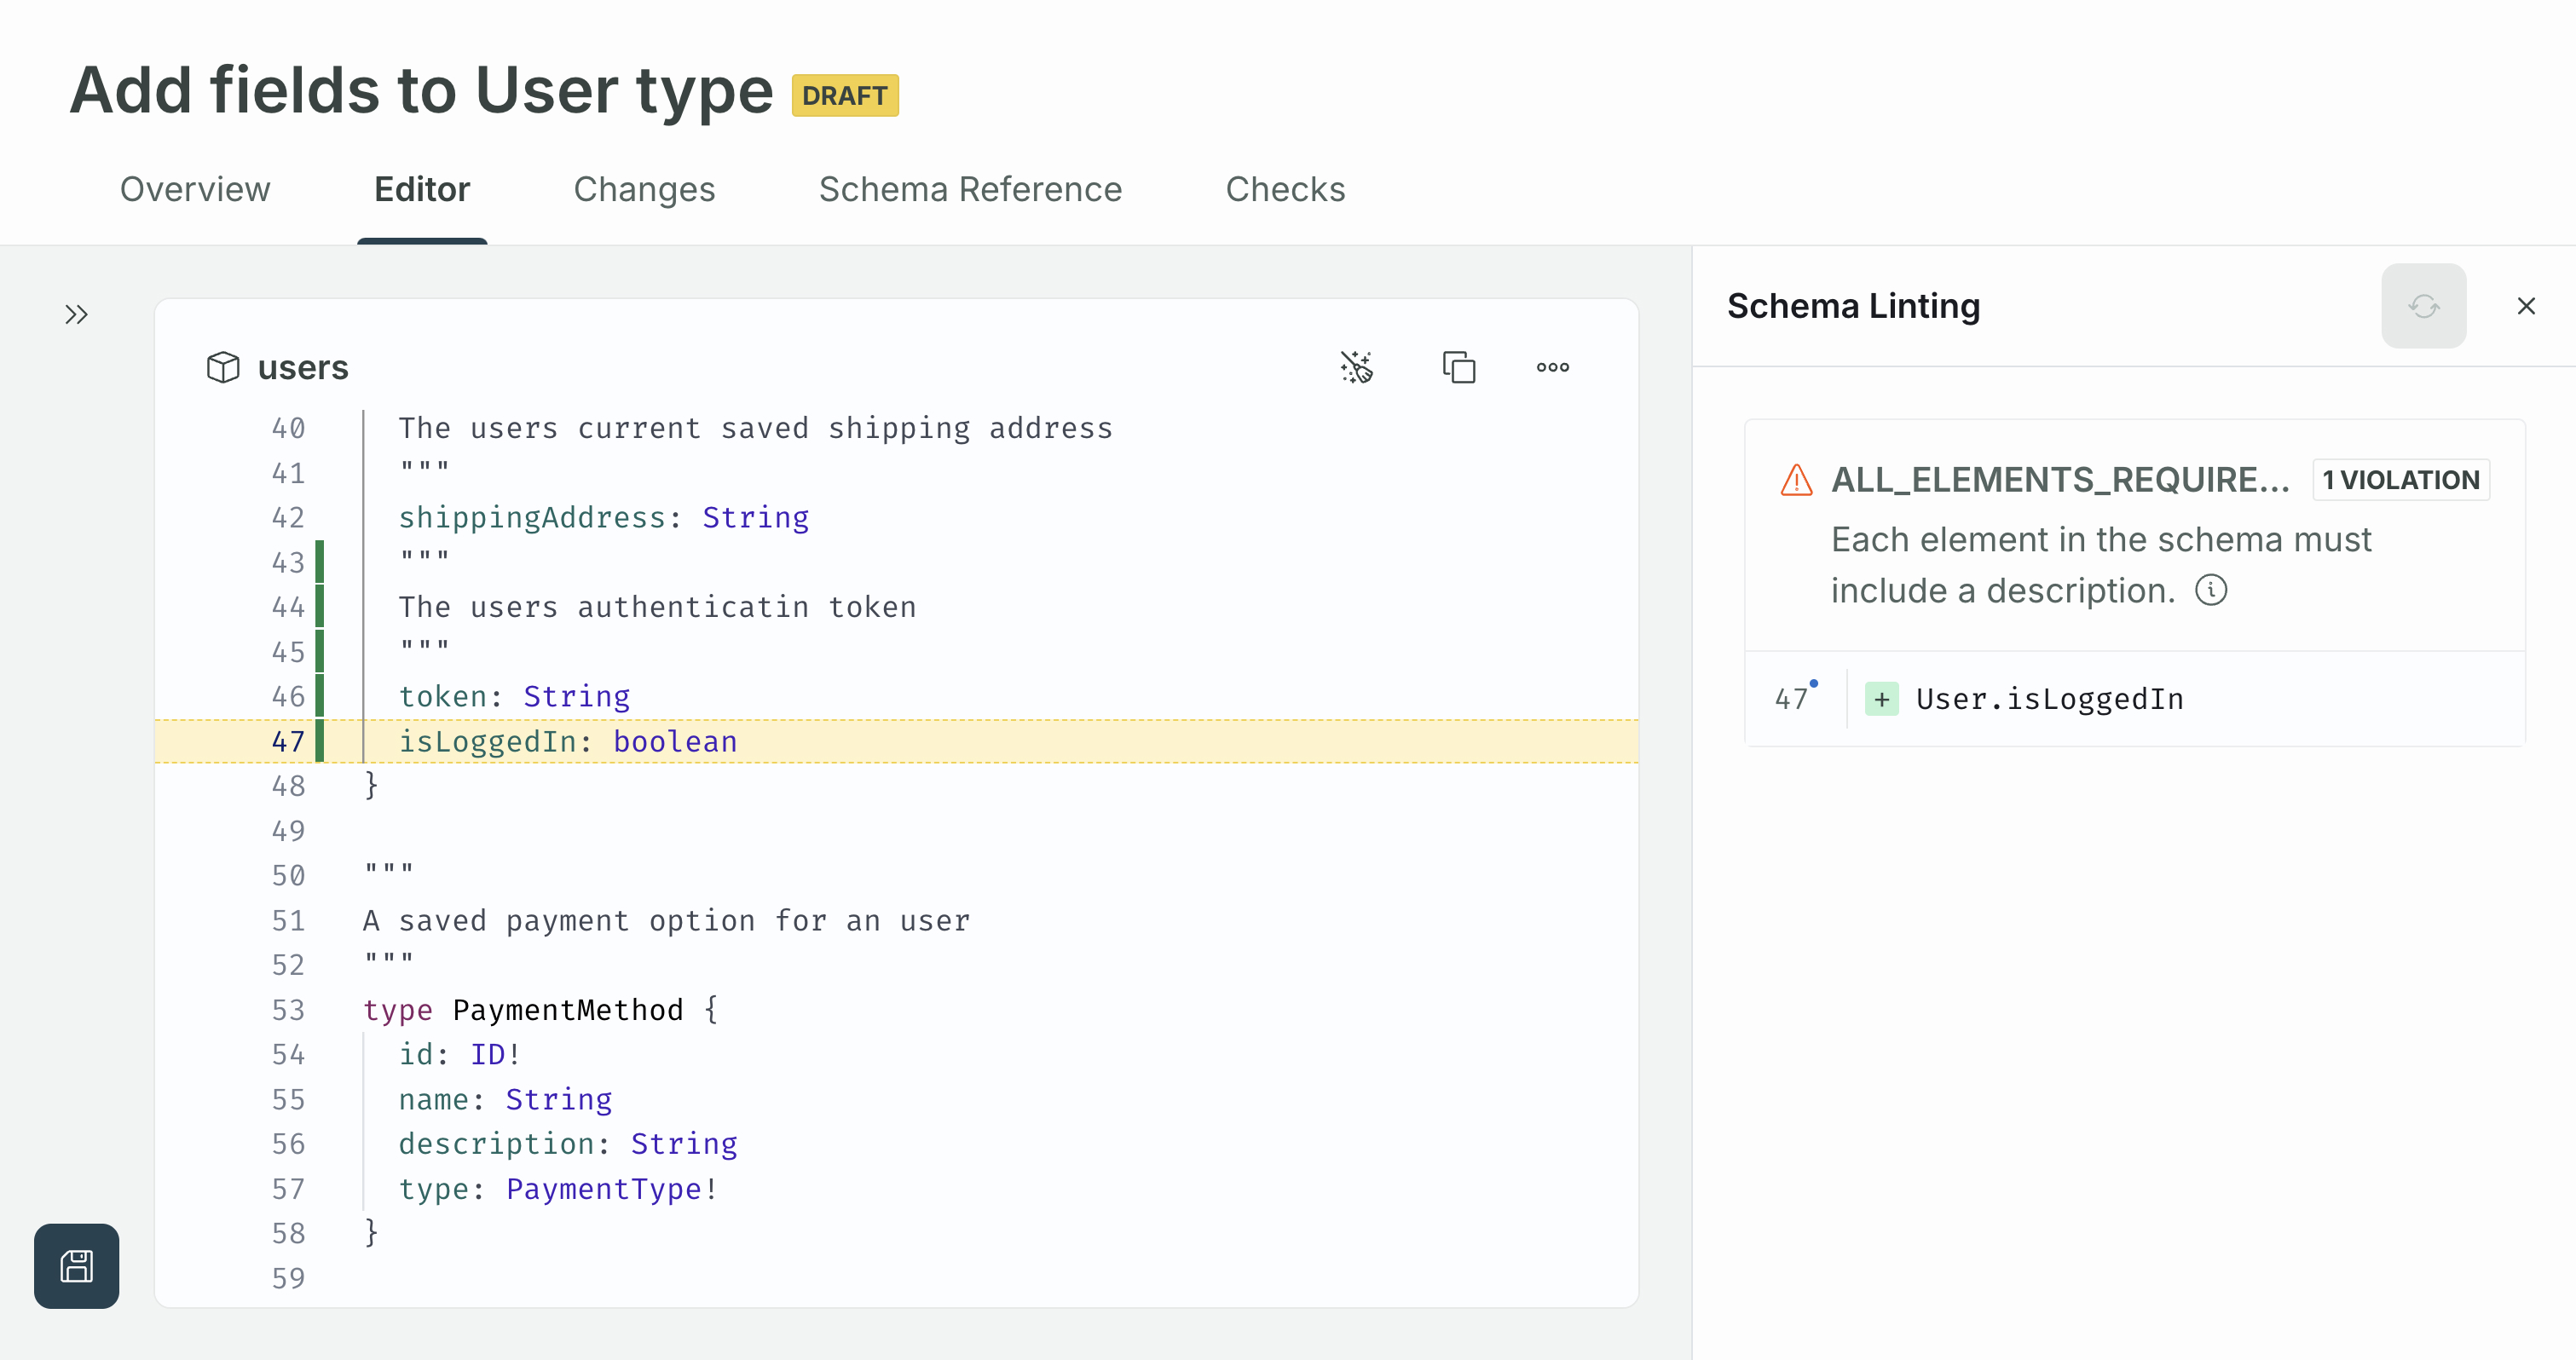 Add fields to User type DRAFT
Overview Editor Changes Schema Reference Checks
users
40 The users current saved shipping address
41 """
42 shippingAddress: String
43 """
44 The users authenticatin token
45 """
46 token: String
47 isLoggedIn: boolean
48 }
49
50 """
51 A saved payment option for an user
52 """
53 type PaymentMethod {
54 id: ID!
55 name: String
56 description: String
57 type: PaymentType!
58 }
59
Schema Linting
ALL_ELEMENTS_REQUIRE... 1 VIOLATION
Each element in the schema must
include a description.
47 + User.isLoggedIn